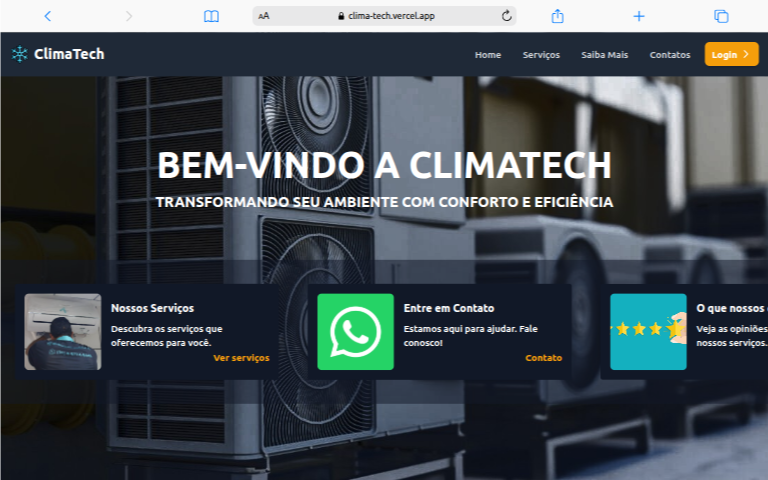 AA
clima-tech.vercel.app
ClimaTech
Home
Serviços
Saiba Mais
Contatos
Login
BEM-VINDO A CLIMATECH
TRANSFORMANDO SEU AMBIENTE COM CONFORTO E EFICIÊNCIA
Nossos Serviços
Descubra os serviços que
oferecemos para você.
Ver serviços
Entre em Contato
Estamos aqui para ajudar. Fale
conosco!
Contato
O que nossos
Veja as opiniões
nossos serviços.